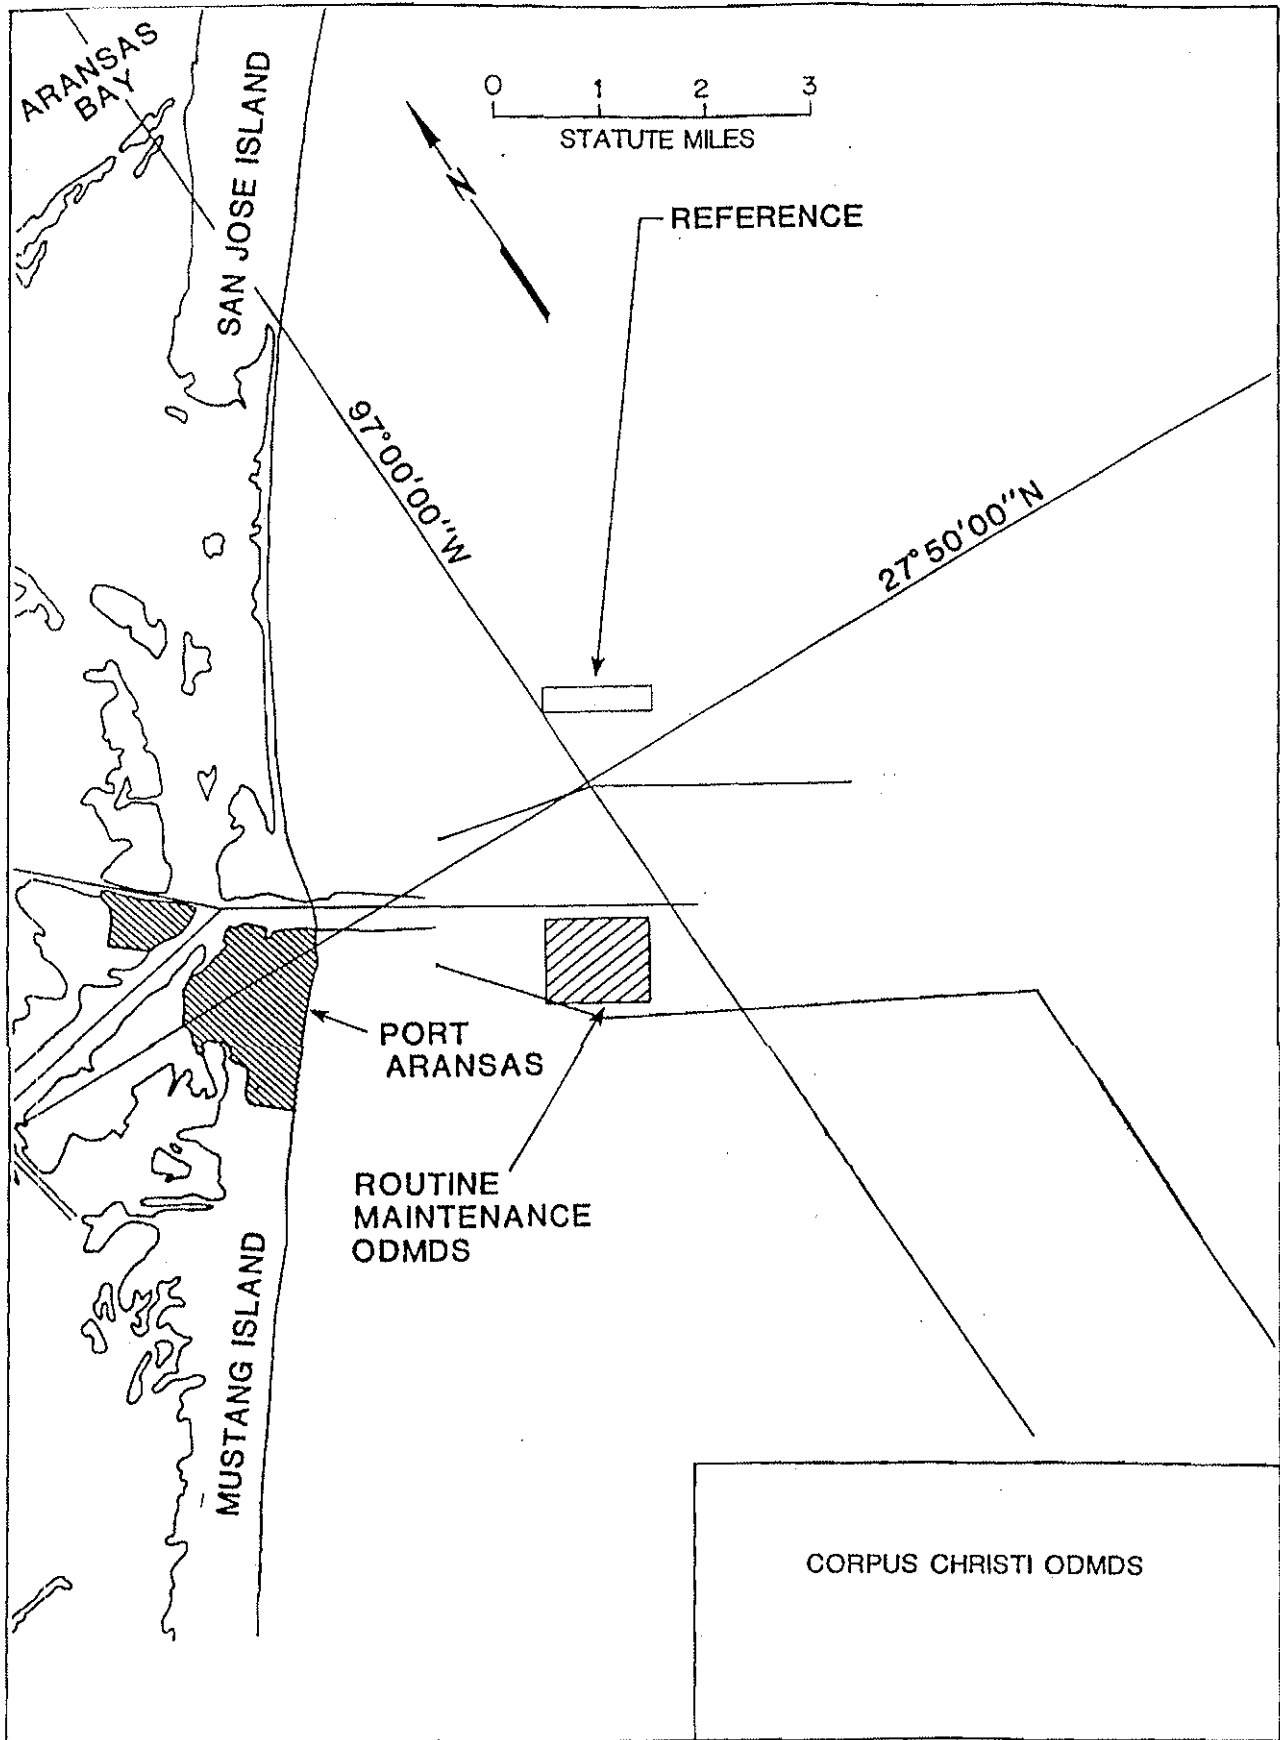 ARANSAS
BAY
SAN JOSE ISLAND
0 1 2 3
STATUTE MILES
N
REFERENCE
97°00'00"W
27°50'00"N
PORT
ARANSAS
ROUTINE
MAINTENANCE
ODMDS
MUSTANG ISLAND
CORPUS CHRISTI ODMDS